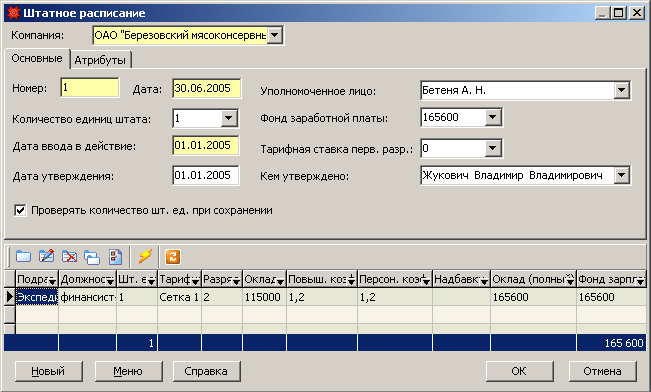 Штатное расписание
Компания: ОАО "Березовский мясоконсервны
Основные Атрибуты
Номер: 1 Дата: 30.06.2005 Уполномоченное лицо: Бетеня А. Н.
Количество единиц штата: 1 Фонд заработной платы: 165600
Дата ввода в действие: 01.01.2005 Тарифная ставка перв. разр.: 0
Дата утверждения: 01.01.2005 Кем утверждено: Жукович Владимир Владимирович
Проверять количество шт. ед. при сохранении
Подра Должнос Шт. е Тариф Разря Оклад Повыш. коэ Персон. коэф Надбавк Оклад (полный) Фонд зарпл
Экспеди финансист 1 Сетка 1 2 115000 1,2 1,2 165600 165600
1 165 600
Новый Меню Справка ОК Отмена